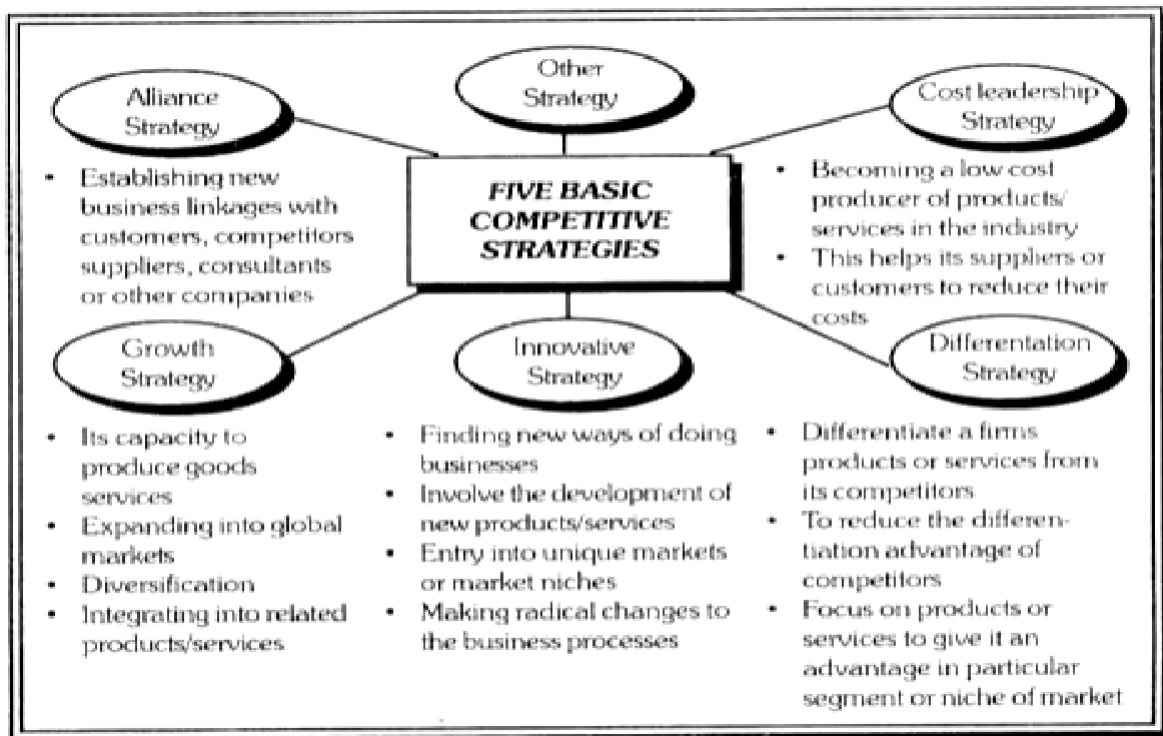 Alliance
Strategy
Other
Strategy
Cost leadership
Strategy
FIVE BASIC
COMPETITIVE
STRATEGIES
• Establishing new
business linkages with
customers, competitors
suppliers, consultants
or other companies
• Becoming a low cost
producer of products/
services in the industry
• This helps its suppliers or
customers to reduce their
costs
Growth
Strategy
• Its capacity to
produce goods
services
• Expanding into global
markets
• Diversification
• Integrating into related
products/services
Innovative
Strategy
• Finding new ways of doing
businesses
• Involve the development of
new products/services
• Entry into unique markets
or market niches
• Making radical changes to
the business processes
Differentation
Strategy
• Differentiate a firms
products or services from
its competitors
• To reduce the differen-
tiation advantage of
competitors
• Focus on products or
services to give it an
advantage in particular
segment or niche of market